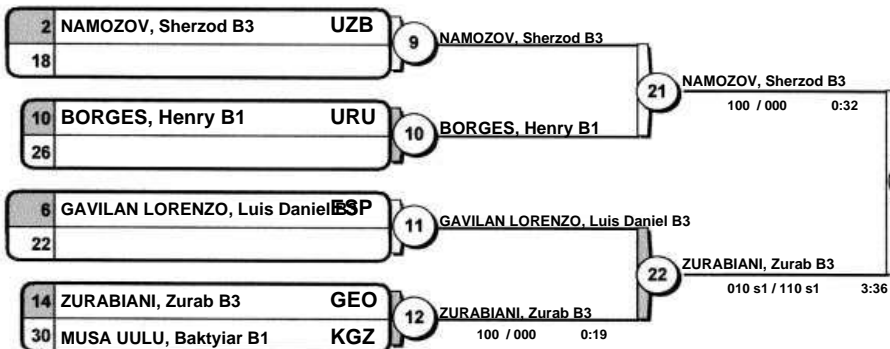 2 NAMOZOV, Sherzod B3 UZB
18
9
NAMOZOV, Sherzod B3
10 BORGES, Henry B1 URU
26
10
BORGES, Henry B1
21
NAMOZOV, Sherzod B3
100 / 000 0:32
6 GAVILAN LORENZO, Luis Daniel B3 ESP
22
11
GAVILAN LORENZO, Luis Daniel B3
14 ZURABIANI, Zurab B3 GEO
30 MUSA UULU, Baktyiar B1 KGZ
12
ZURABIANI, Zurab B3
100 / 000 0:19
22
ZURABIANI, Zurab B3
010 s1 / 110 s1 3:36